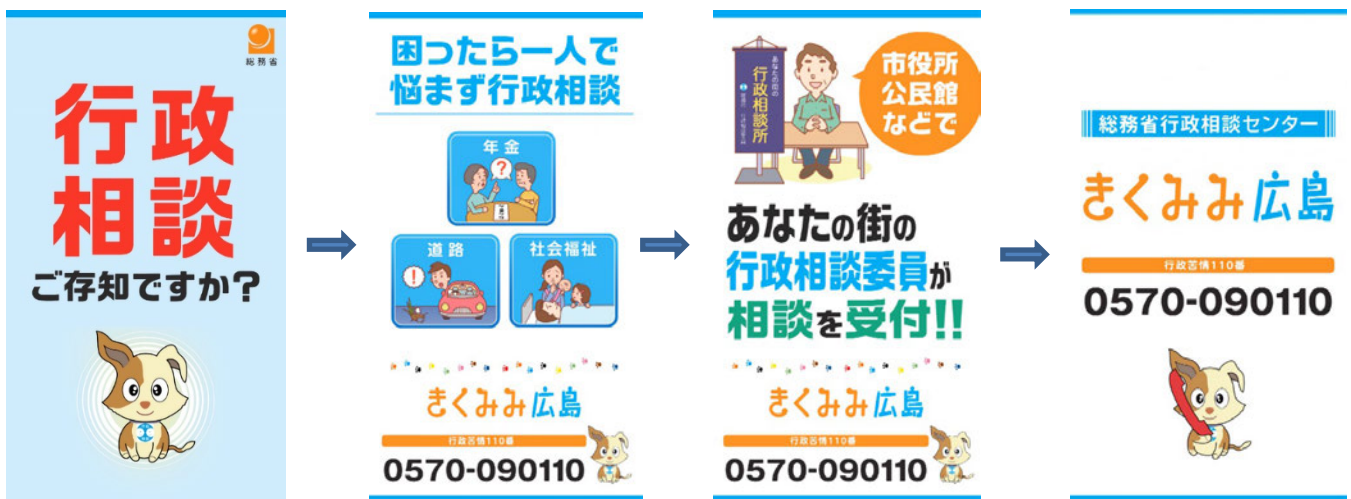 総務省
行政
相談
ご存知ですか?
困ったら一人で
悩まず行政相談
年金
?
道路
!
社会福祉
きくみみ広島
行政苦情110番
0570-090110
あなたの街の
行政相談所
市役所
公民館
などで
あなたの街の
行政相談委員が
相談を受付!!
きくみみ広島
行政苦情110番
0570-090110
総務省行政相談センター
きくみみ広島
行政苦情110番
0570-090110